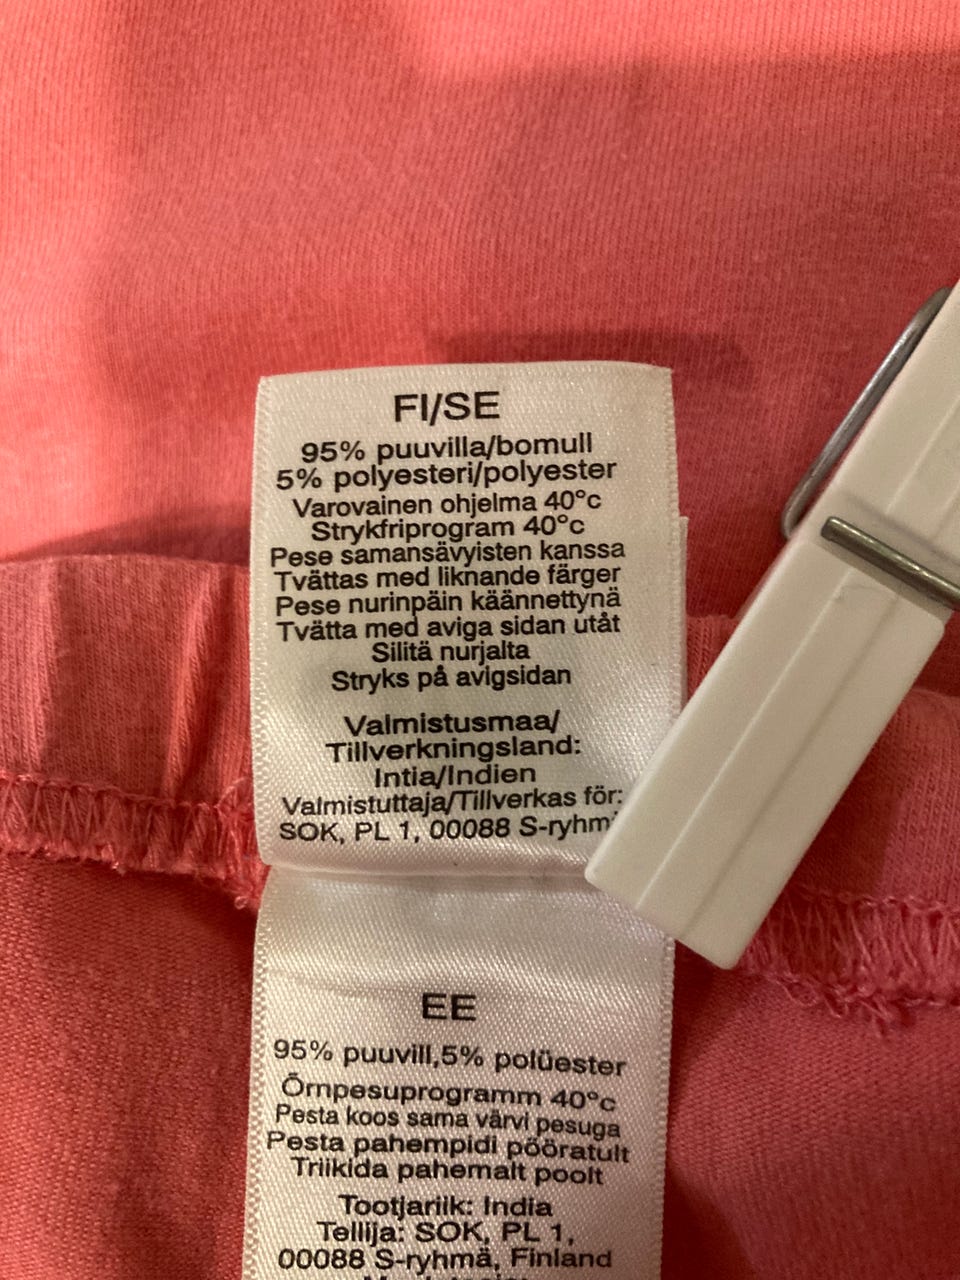 FI/SE
95% puuvilla/bomull
5% polyesteri/polyester
Varovainen ohjelma 40°c
Strykfriprogram 40°c
Pese samansävyisten kanssa
Tvättas med liknande färger
Pese nurinpäin käännettynä
Tvätta med aviga sidan utåt
Silitä nurjalta
Stryks på avigsidan
Valmistusmaa/
Tillverkningsland:
Intia/Indien
Valmistuttaja/Tillverkas för:
SOK, PL 1, 00088
EE
95% puuvill,5% polüester
Õrnpesuprogramm 40°c
Pesta koos sama värvi pesuga
Pesta pahempidi pööratult
Triikida pahemalt poolt
Tootjariik: India
Tellija: SOK, PL 1,
00088 S-ryhmä, Finland